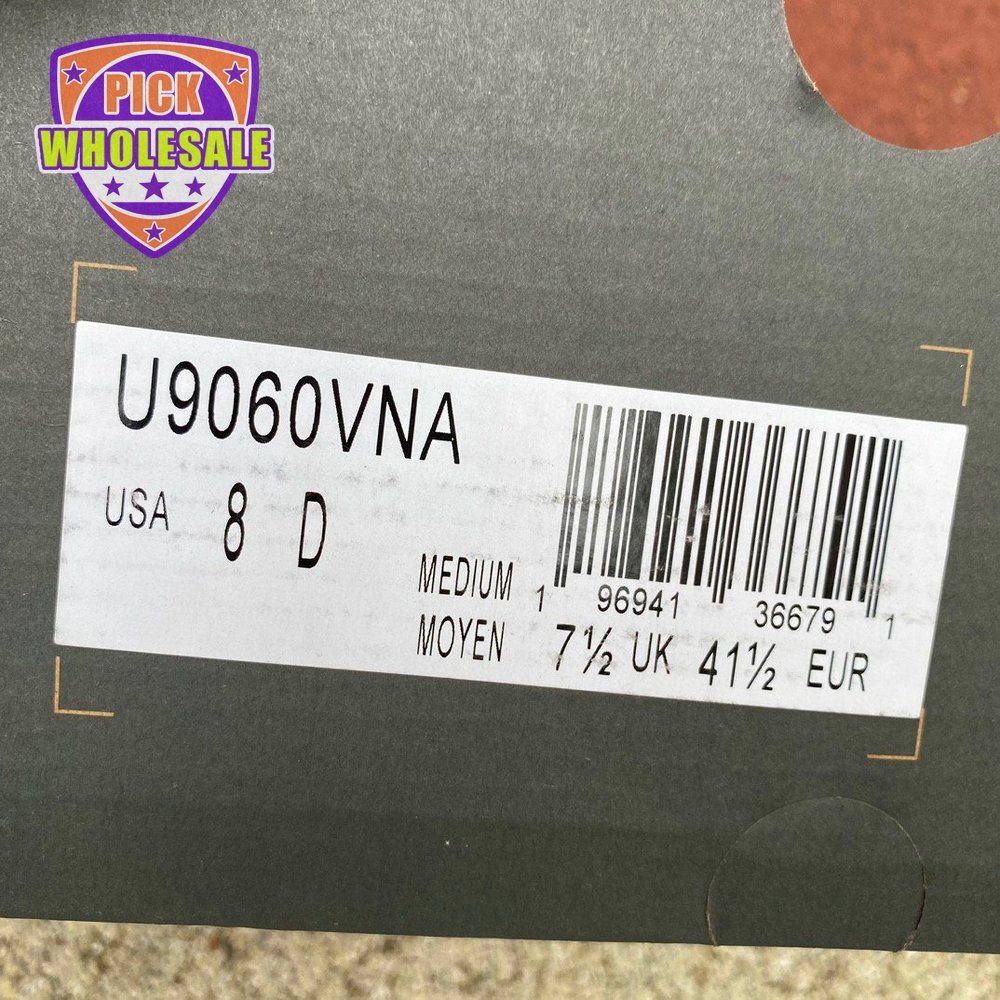 PICK
WHOLESALE
U9060VNA
USA 8 D
MEDIUM
MOYEN
1 96941 36679 1
7½ UK 41½ EUR